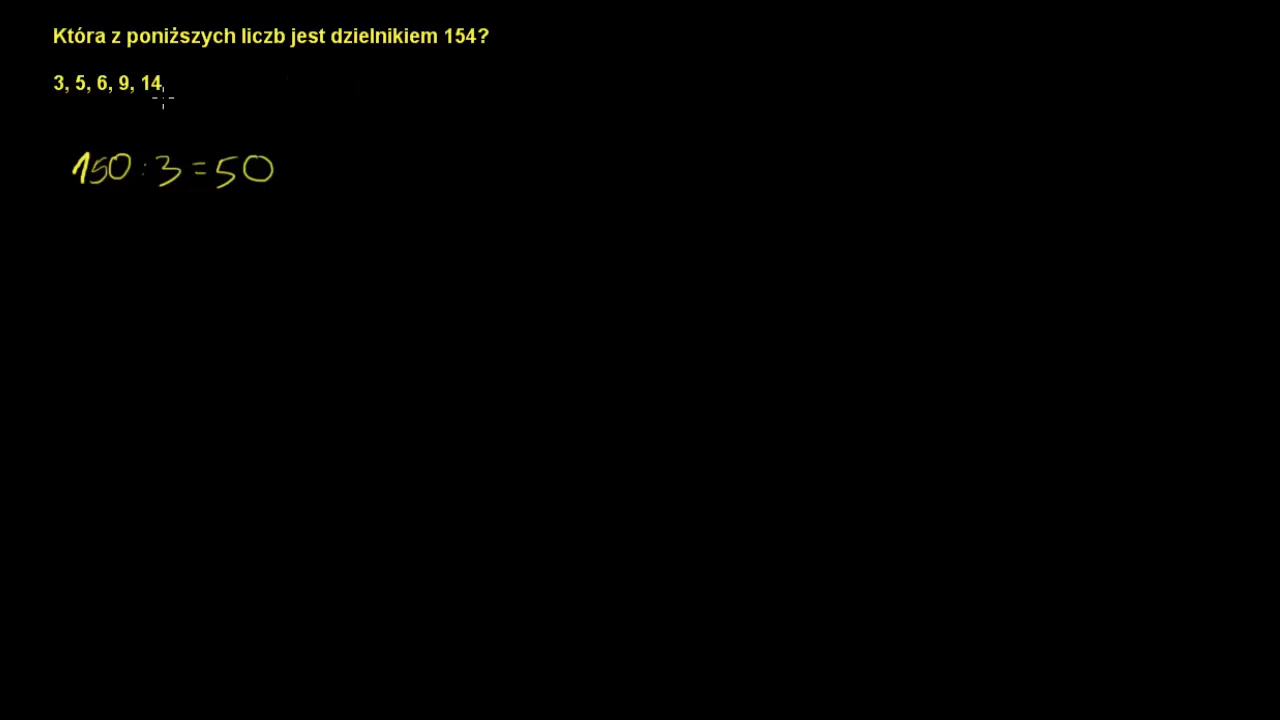 Która z poniższych liczb jest dzielnikiem 154?
3, 5, 6, 9, 14
150 : 3 = 50